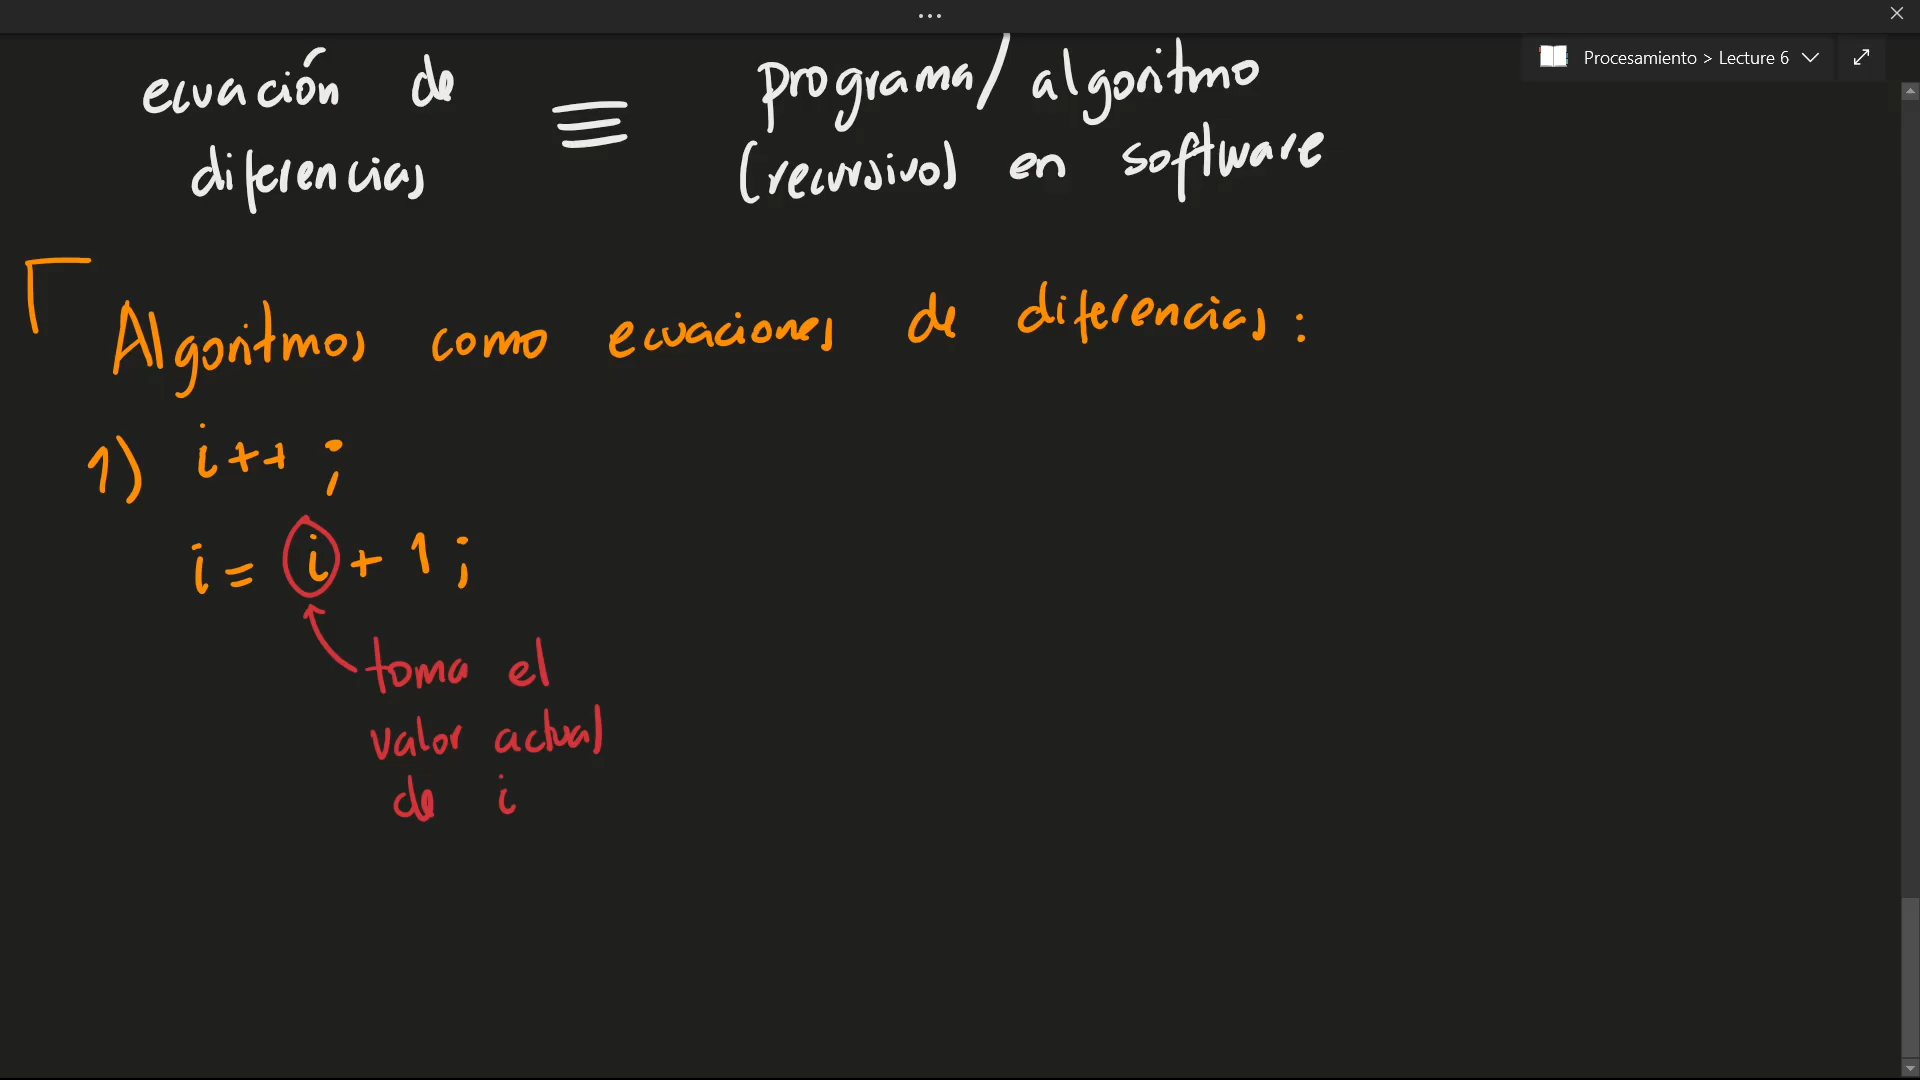 Procesamiento > Lecture 6
ecuación de
diferencias
≡
programa/algoritmo
(recursivo) en software
Algoritmos como ecuaciones de diferencias:
1) i++ ;
i = i + 1 ;
toma el
valor actual
de i